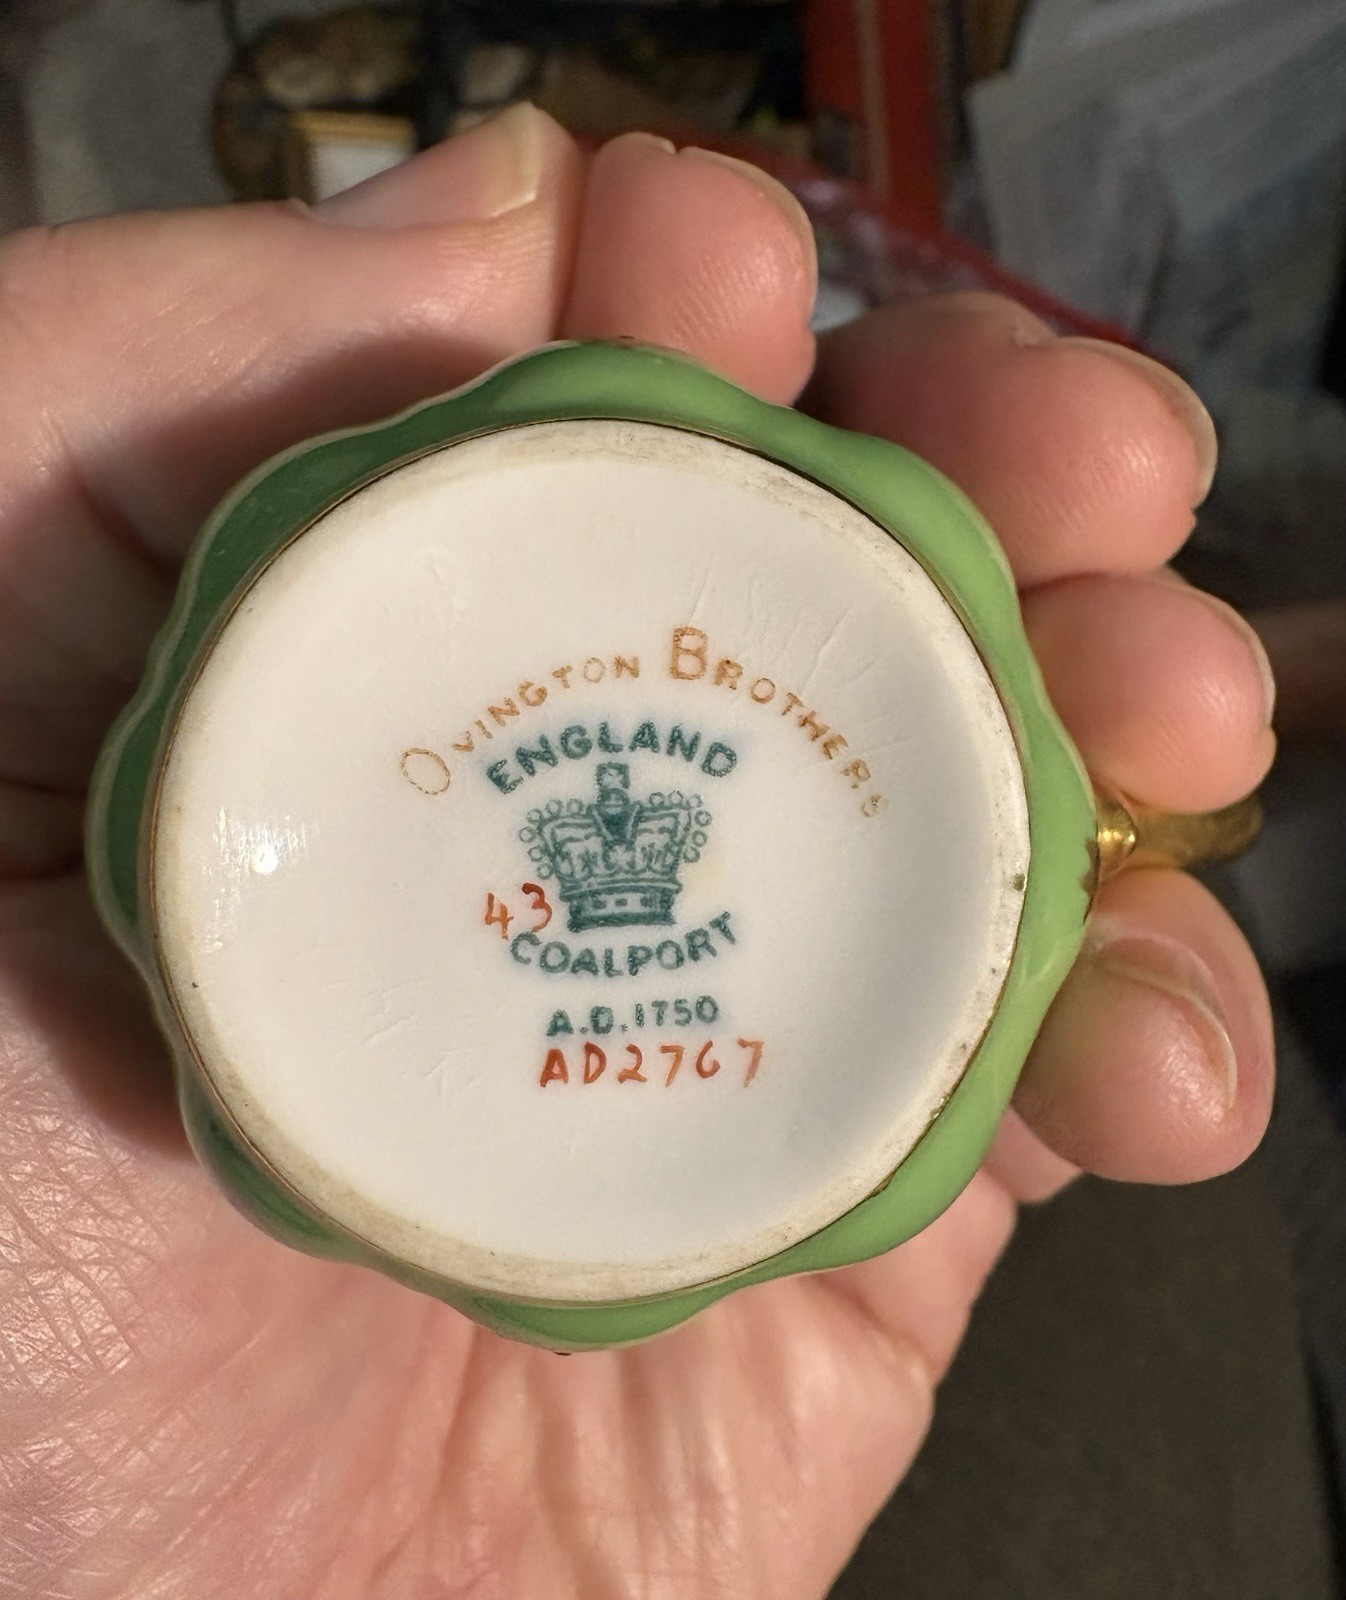 OVINGTON BROTHERS
ENGLAND
43
COALPORT
A.D.1750
AD2767